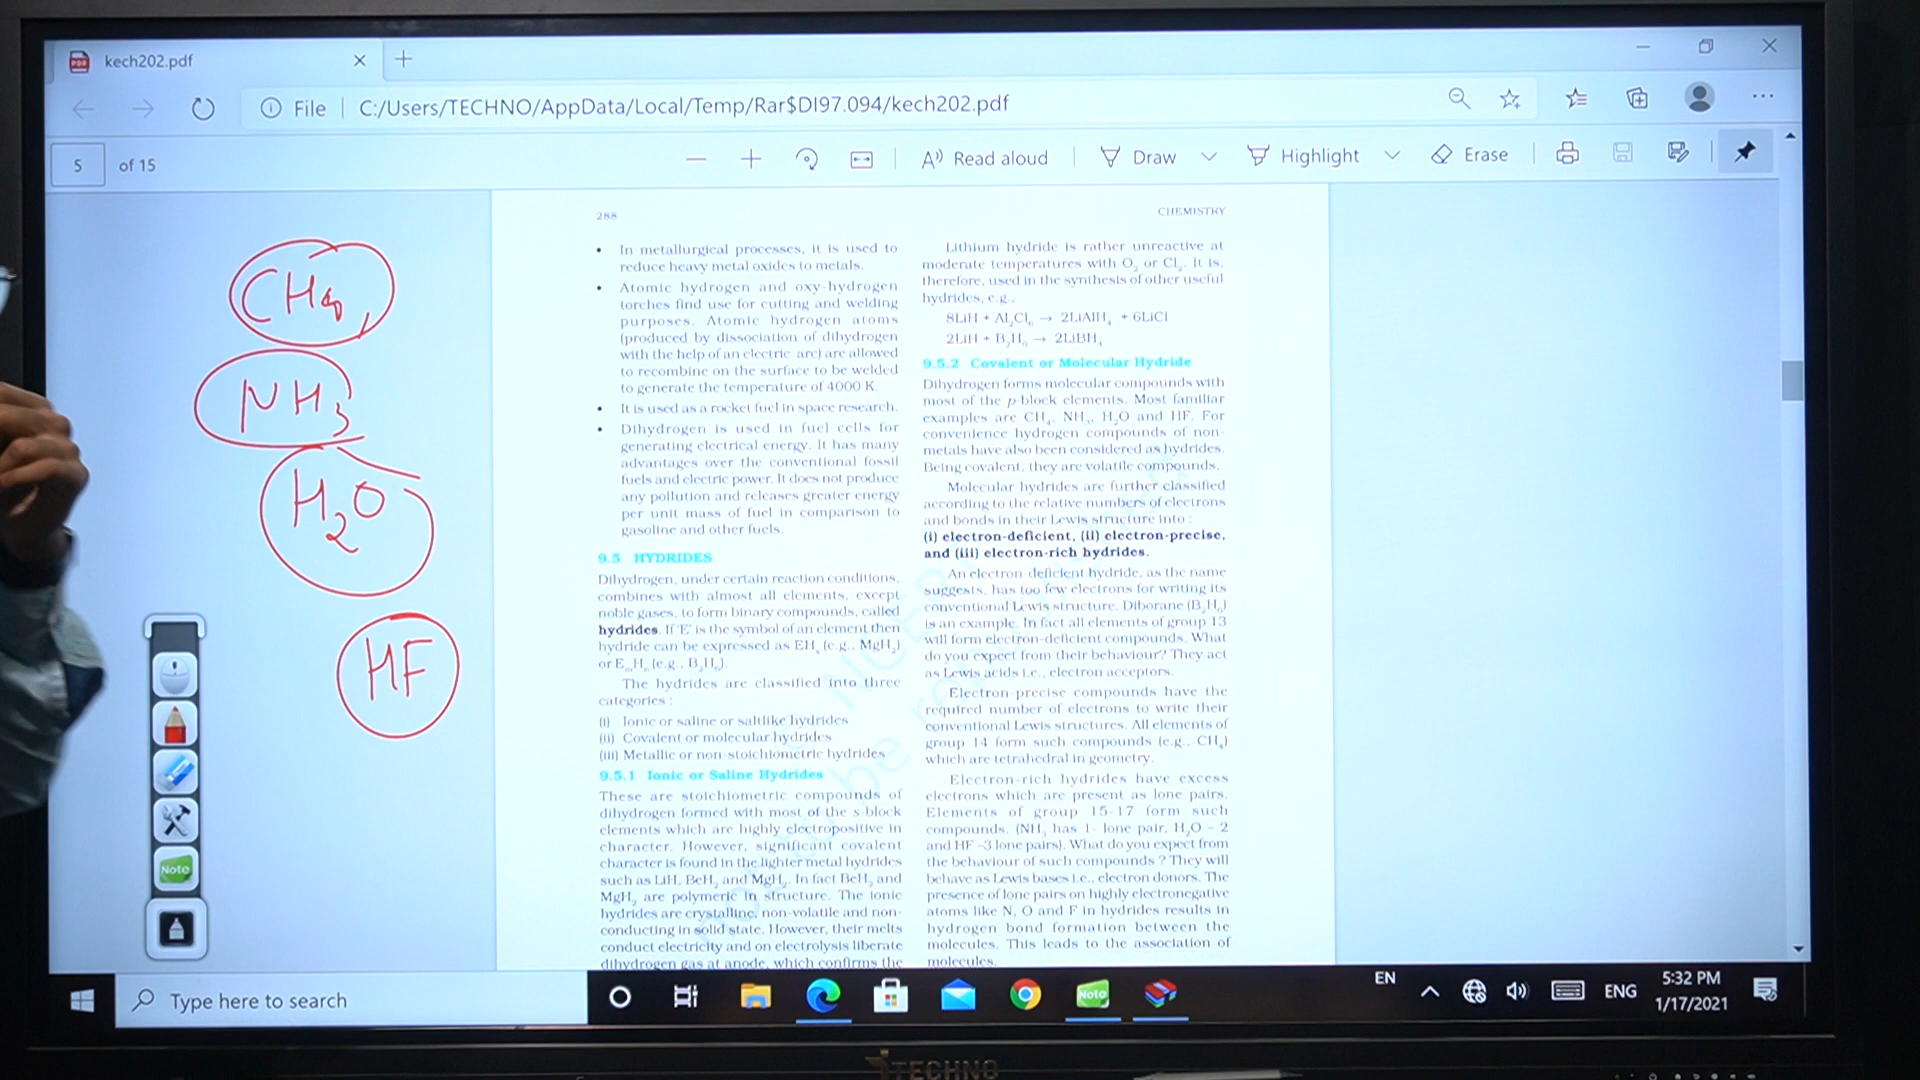 kech202.pdf
File
C:/Users/TECHNO/AppData/Local/Temp/Rar$DI97.094/kech202.pdf
5 of 15
Read aloud
Draw
Highlight
Erase
CH4
NH3
H2O
HF
288
CHEMISTRY
• In metallurgical processes, it is used to
reduce heavy metal oxides to metals.
• Atomic hydrogen and oxy-hydrogen
torches find use for cutting and welding
purposes. Atomic hydrogen atoms
(produced by dissociation of dihydrogen
with the help of an electric arc) are allowed
to recombine on the surface to be welded
to generate the temperature of 4000 K.
• It is used as a rocket fuel in space research.
• Dihydrogen is used in fuel cells for
generating electrical energy. It has many
advantages over the conventional fossil
fuels and electric power. It does not produce
any pollution and releases greater energy
per unit mass of fuel in comparison to
gasoline and other fuels.
9.5 HYDRIDES
Dihydrogen, under certain reaction conditions,
combines with almost all elements, except
noble gases, to form binary compounds, called
hydrides. If 'E' is the symbol of an element then
hydride can be expressed as EHx (e.g., MgH2)
or EmHn (e.g., B2H6).
The hydrides are classified into three
categories :
(i) Ionic or saline or saltlike hydrides
(ii) Covalent or molecular hydrides
(iii) Metallic or non-stoichiometric hydrides
9.5.1 Ionic or Saline Hydrides
These are stoichiometric compounds of
dihydrogen formed with most of the s-block
elements which are highly electropositive in
character. However, significant covalent
character is found in the lighter metal hydrides
such as LiH, BeH2 and MgH2. In fact BeH2 and
MgH2 are polymeric in structure. The ionic
hydrides are crystalline, non-volatile and non-
conducting in solid state. However, their melts
conduct electricity and on electrolysis liberate
dihydrogen gas at anode, which confirms the
Lithium hydride is rather unreactive at
moderate temperatures with O2 or Cl2. It is,
therefore, used in the synthesis of other useful
hydrides, e.g.,
8LiH + Al2Cl6 → 2LiAlH4 + 6LiCl
2LiH + B2H6 → 2LiBH4
9.5.2 Covalent or Molecular Hydride
Dihydrogen forms molecular compounds with
most of the p-block elements. Most familiar
examples are CH4, NH3, H2O and HF. For
convenience hydrogen compounds of non-
metals have also been considered as hydrides.
Being covalent, they are volatile compounds.
Molecular hydrides are further classified
according to the relative numbers of electrons
and bonds in their Lewis structure into :
(i) electron-deficient, (ii) electron-precise,
and (iii) electron-rich hydrides.
An electron-deficient hydride, as the name
suggests, has too few electrons for writing its
conventional Lewis structure. Diborane (B2H6)
is an example. In fact all elements of group 13
will form electron-deficient compounds. What
do you expect from their behaviour? They act
as Lewis acids i.e., electron acceptors.
Electron-precise compounds have the
required number of electrons to write their
conventional Lewis structures. All elements of
group 14 form such compounds (e.g., CH4)
which are tetrahedral in geometry.
Electron-rich hydrides have excess
electrons which are present as lone pairs.
Elements of group 15-17 form such
compounds. (NH3 has 1- lone pair, H2O – 2
and HF –3 lone pairs). What do you expect from
the behaviour of such compounds ? They will
behave as Lewis bases i.e., electron donors. The
presence of lone pairs on highly electronegative
atoms like N, O and F in hydrides results in
hydrogen bond formation between the
molecules. This leads to the association of
molecules.
Note
Type here to search
Note
EN
ENG
5:32 PM
1/17/2021
TECHNO